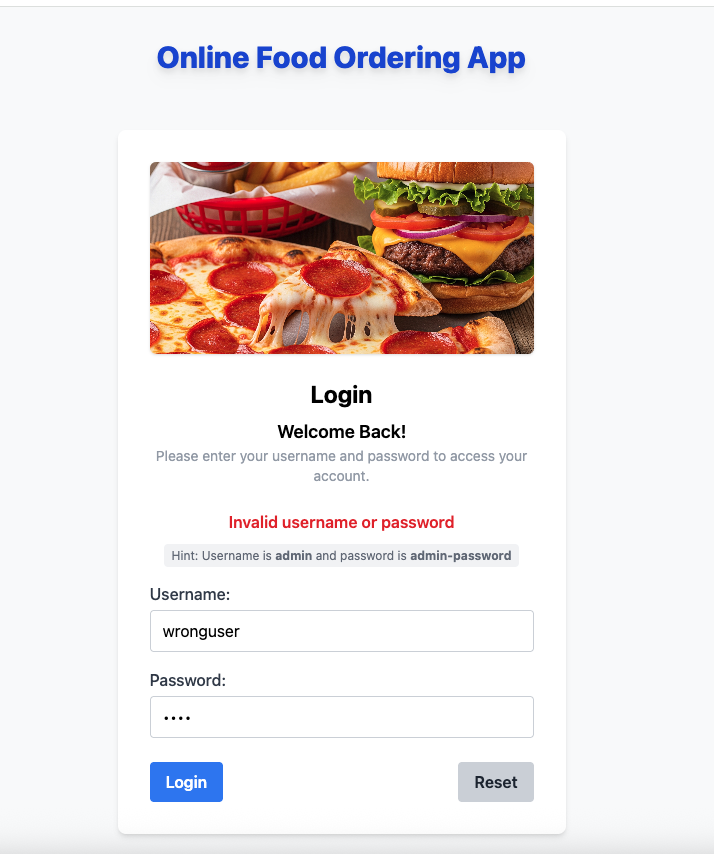 Online Food Ordering App
Login
Welcome Back!
Please enter your username and password to access your
account.
Invalid username or password
Hint: Username is admin and password is admin-password
Username:
wronguser
Password:
••••
Login
Reset